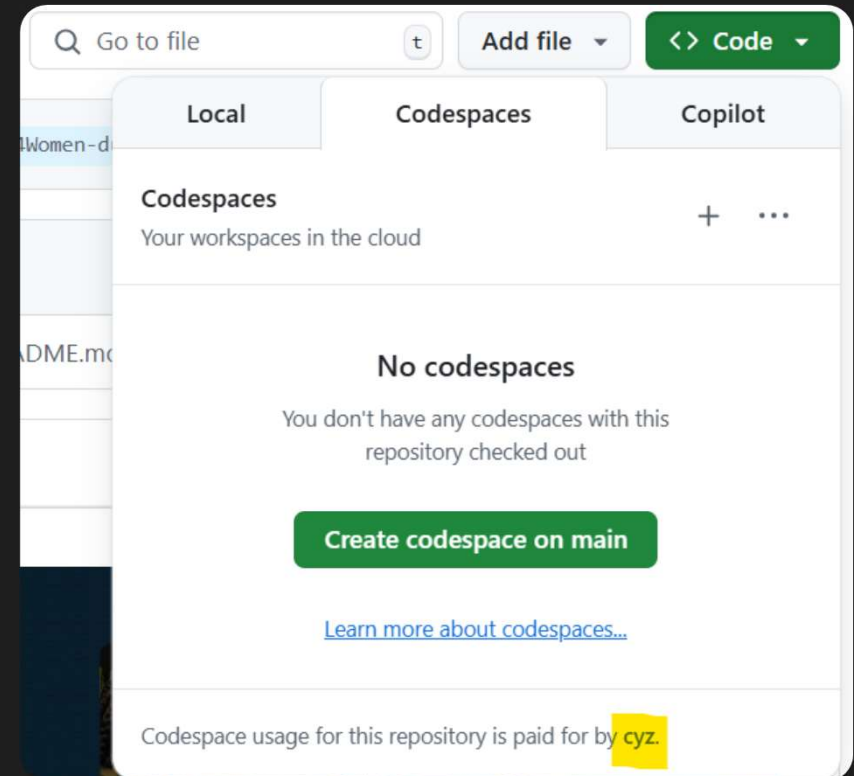 Go to file t Add file <> Code
Local Codespaces Copilot
4Women-d
Codespaces
Your workspaces in the cloud
No codespaces
ADME.m
You don't have any codespaces with this
repository checked out
Create codespace on main
Learn more about codespaces...
Codespace usage for this repository is paid for by cyz.